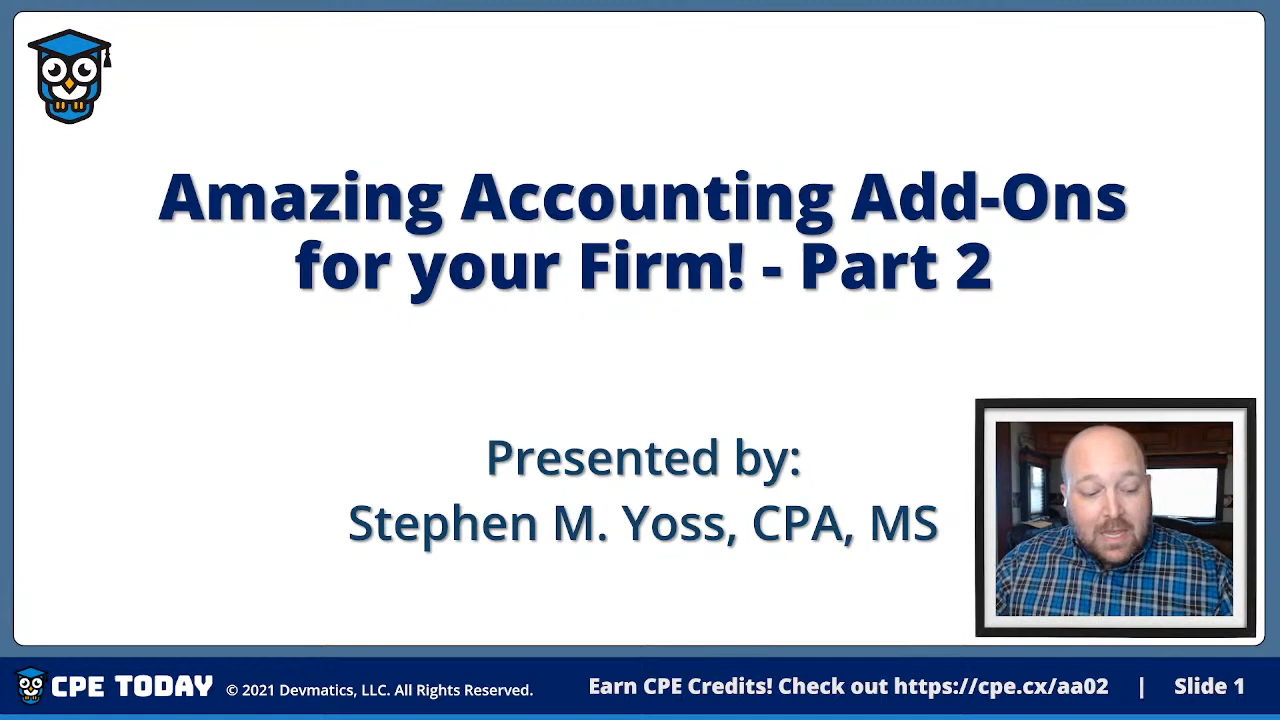 Amazing Accounting Add-Ons
for your Firm! - Part 2
Presented by:
Stephen M. Yoss, CPA, MS
CPE TODAY © 2021 Devmatics, LLC. All Rights Reserved. Earn CPE Credits! Check out https://cpe.cx/aa02 | Slide 1